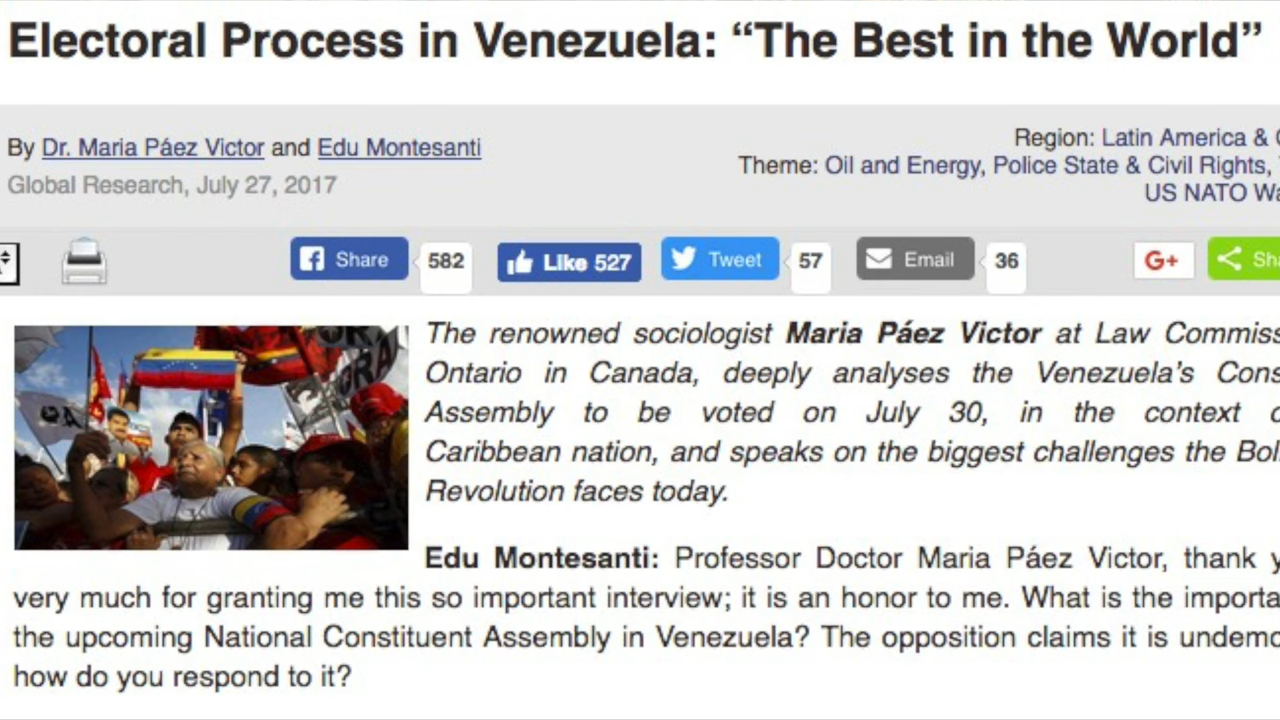 Electoral Process in Venezuela: “The Best in the World”
By Dr. Maria Páez Victor and Edu Montesanti
Global Research, July 27, 2017
Region: Latin America &
Theme: Oil and Energy, Police State & Civil Rights,
US NATO
Share 582 Like 527 Tweet 57 Email 36 G+
The renowned sociologist Maria Páez Victor at Law
Ontario in Canada, deeply analyses the Venezuela’s
Assembly to be voted on July 30, in the context
Caribbean nation, and speaks on the biggest challenges the
Revolution faces today.
Edu Montesanti: Professor Doctor Maria Páez Victor, thank
very much for granting me this so important interview; it is an honor to me. What is the
the upcoming National Constituent Assembly in Venezuela? The opposition claims it is
how do you respond to it?